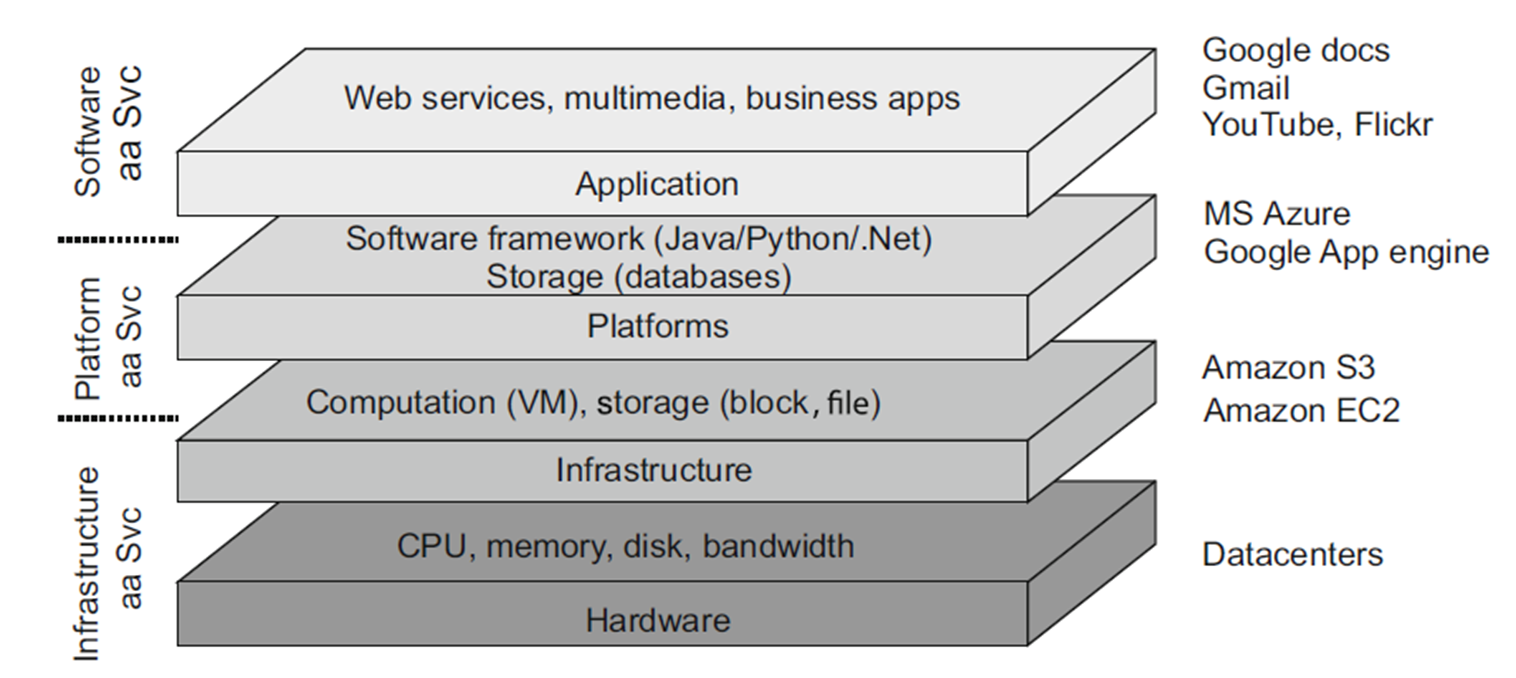 Software
aa Svc
Web services, multimedia, business apps
Application
Google docs
Gmail
YouTube, Flickr
Platform
aa Svc
Software framework (Java/Python/.Net)
Storage (databases)
Platforms
MS Azure
Google App engine
Infrastructure
aa Svc
Computation (VM), storage (block, file)
Infrastructure
Amazon S3
Amazon EC2
CPU, memory, disk, bandwidth
Hardware
Datacenters